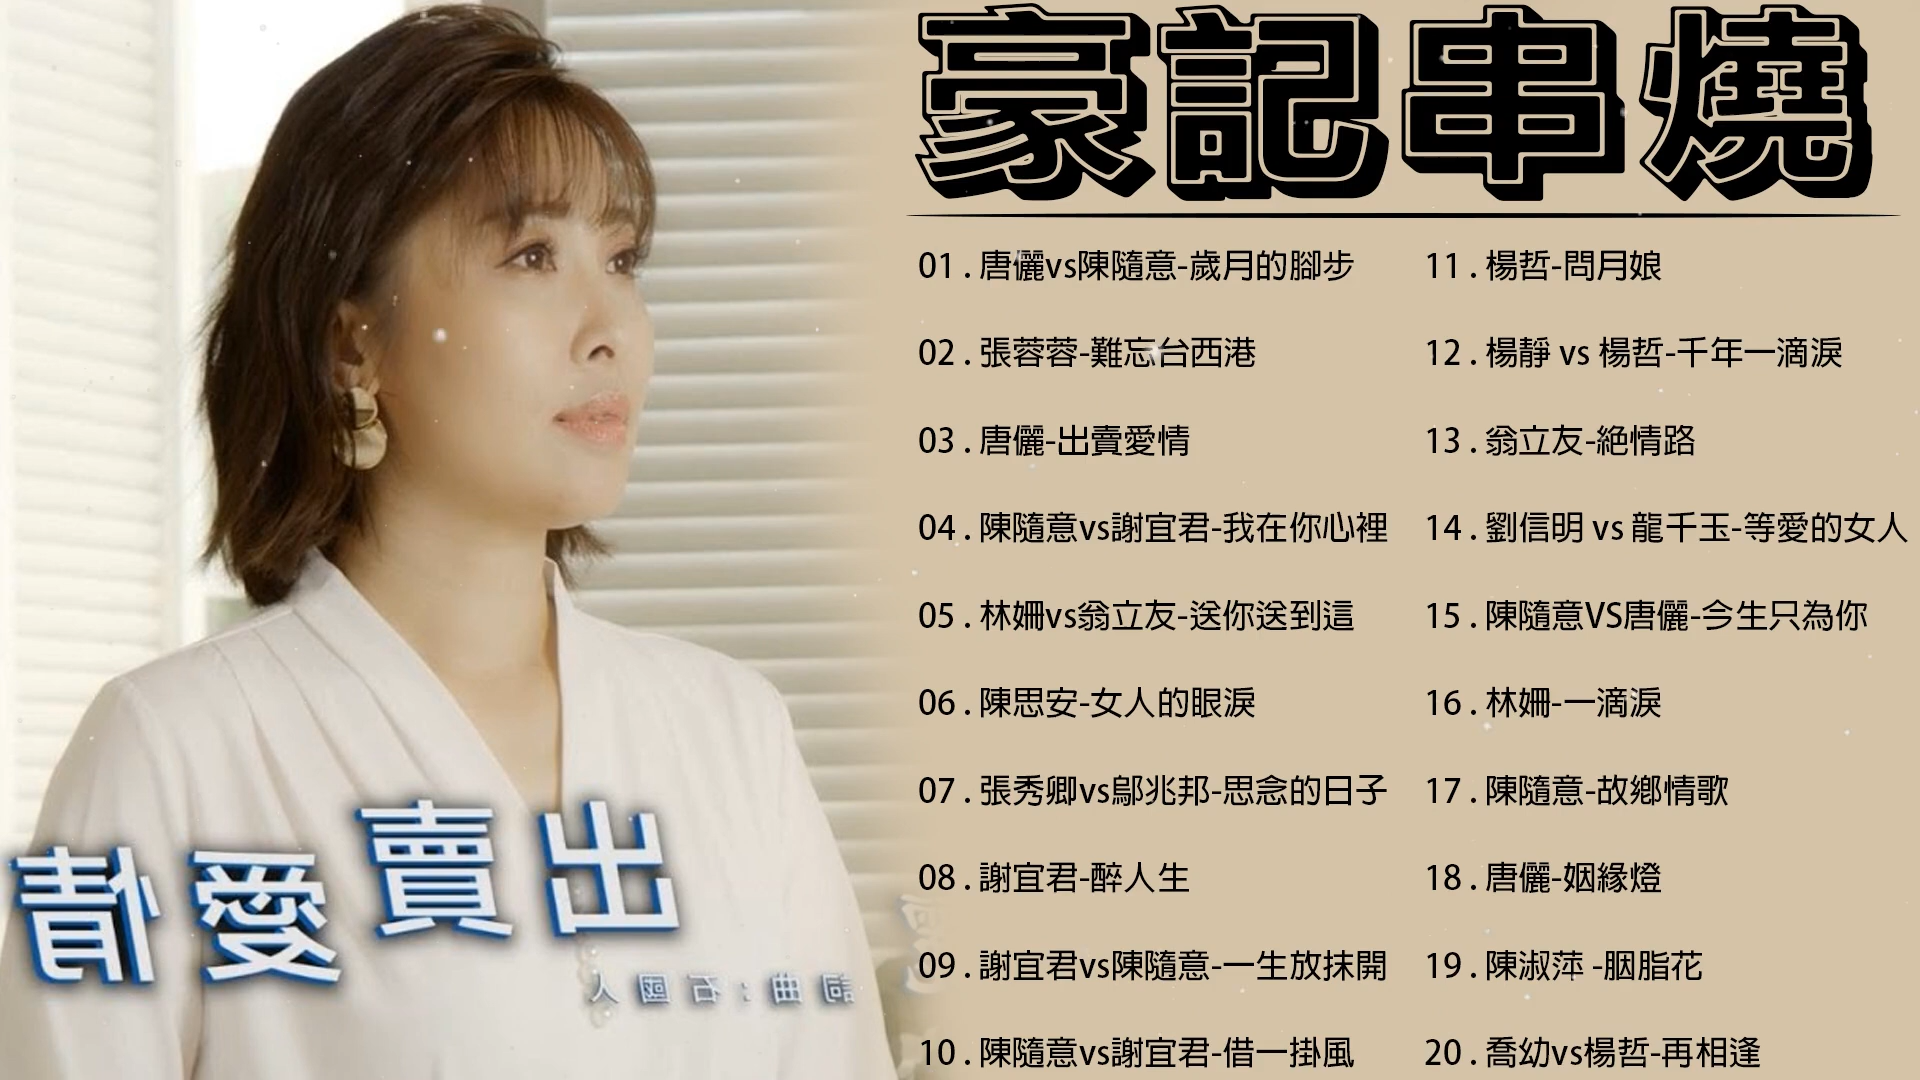 豪記串燒
01 . 唐儷vs陳隨意-歲月的腳步
02 . 張蓉蓉-難忘台西港
03 . 唐儷-出賣愛情
04 . 陳隨意vs謝宜君-我在你心裡
05 . 林姍vs翁立友-送你送到這
06 . 陳思安-女人的眼淚
07 . 張秀卿vs鄔兆邦-思念的日子
08 . 謝宜君-醉人生
09 . 謝宜君vs陳隨意-一生放抹開
10 . 陳隨意vs謝宜君-借一掛風
11 . 楊哲-問月娘
12 . 楊靜 vs 楊哲-千年一滴淚
13 . 翁立友-絕情路
14 . 劉信明 vs 龍千玉-等愛的女人
15 . 陳隨意VS唐儷-今生只為你
16 . 林姍-一滴淚
17 . 陳隨意-故鄉情歌
18 . 唐儷-姻緣燈
19 . 陳淑萍 -胭脂花
20 . 喬幼vs楊哲-再相逢
出賣愛情
詞曲:石國人